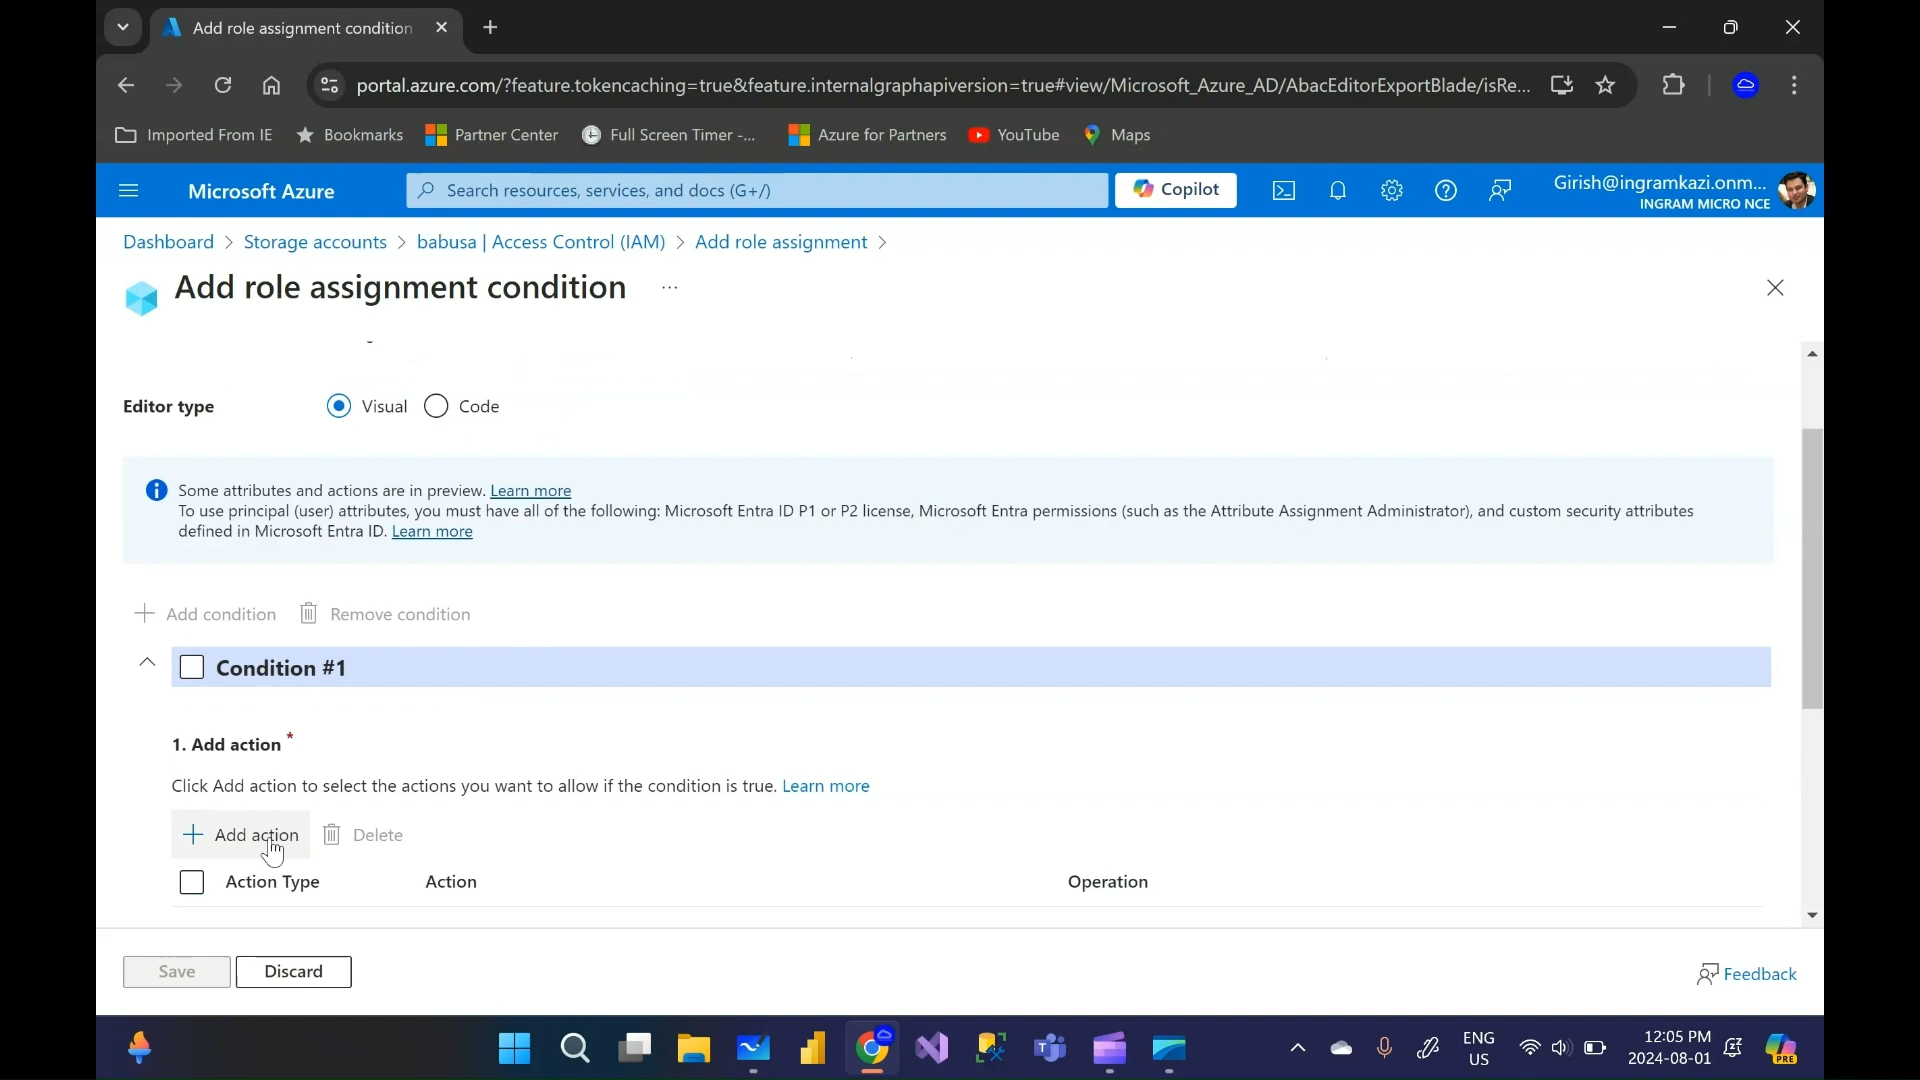 Add role assignment condition
portal.azure.com/?feature.tokencaching=true&feature.internalgraphapiversion=true#view/Microsoft_Azure_AD/AbacEditorExportBlade/isRe...
Imported From IE
Bookmarks
Partner Center
Full Screen Timer -...
Azure for Partners
YouTube
Maps
Microsoft Azure
Search resources, services, and docs (G+/)
Copilot
Girish@ingramkazi.onm...
INGRAM MICRO NCE
Dashboard > Storage accounts > babusa | Access Control (IAM) > Add role assignment >
Add role assignment condition ...
Editor type
Visual
Code
Some attributes and actions are in preview. Learn more
To use principal (user) attributes, you must have all of the following: Microsoft Entra ID P1 or P2 license, Microsoft Entra permissions (such as the Attribute Assignment Administrator), and custom security attributes
defined in Microsoft Entra ID. Learn more
Add condition
Remove condition
Condition #1
1. Add action *
Click Add action to select the actions you want to allow if the condition is true. Learn more
Add action
Delete
Action Type
Action
Operation
Save
Discard
Feedback
ENG
US
12:05 PM
2024-08-01
PRE